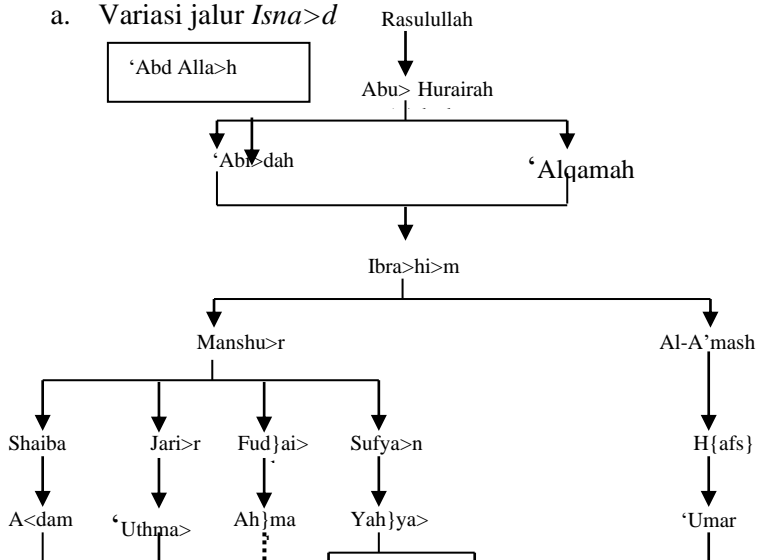 a. Variasi jalur Isna>d
Rasulullah
‘Abd Alla>h
Abu> Hurairah
‘Abi>dah
‘Alqamah
Ibra>hi>m
Manshu>r
Al-A’mash
Shaiba
Jari>r
Fud}ai>
Sufya>n
H{afs}
A<dam
‘Uthma>
Ah}ma
Yah}ya>
‘Umar